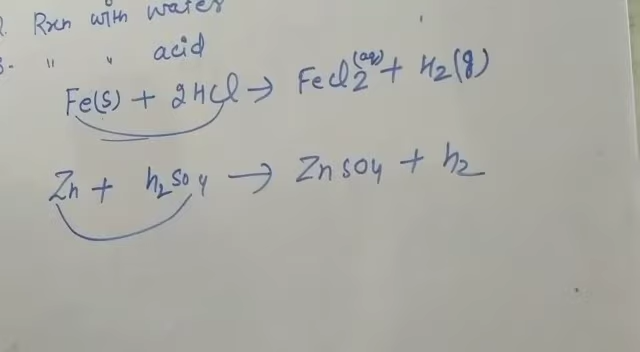 2. Rxn with water
3. " " acid
Fe(s) + 2HCl → FeCl2(aq) + H2(g)
Zn + h2so4 → Znso4 + h2